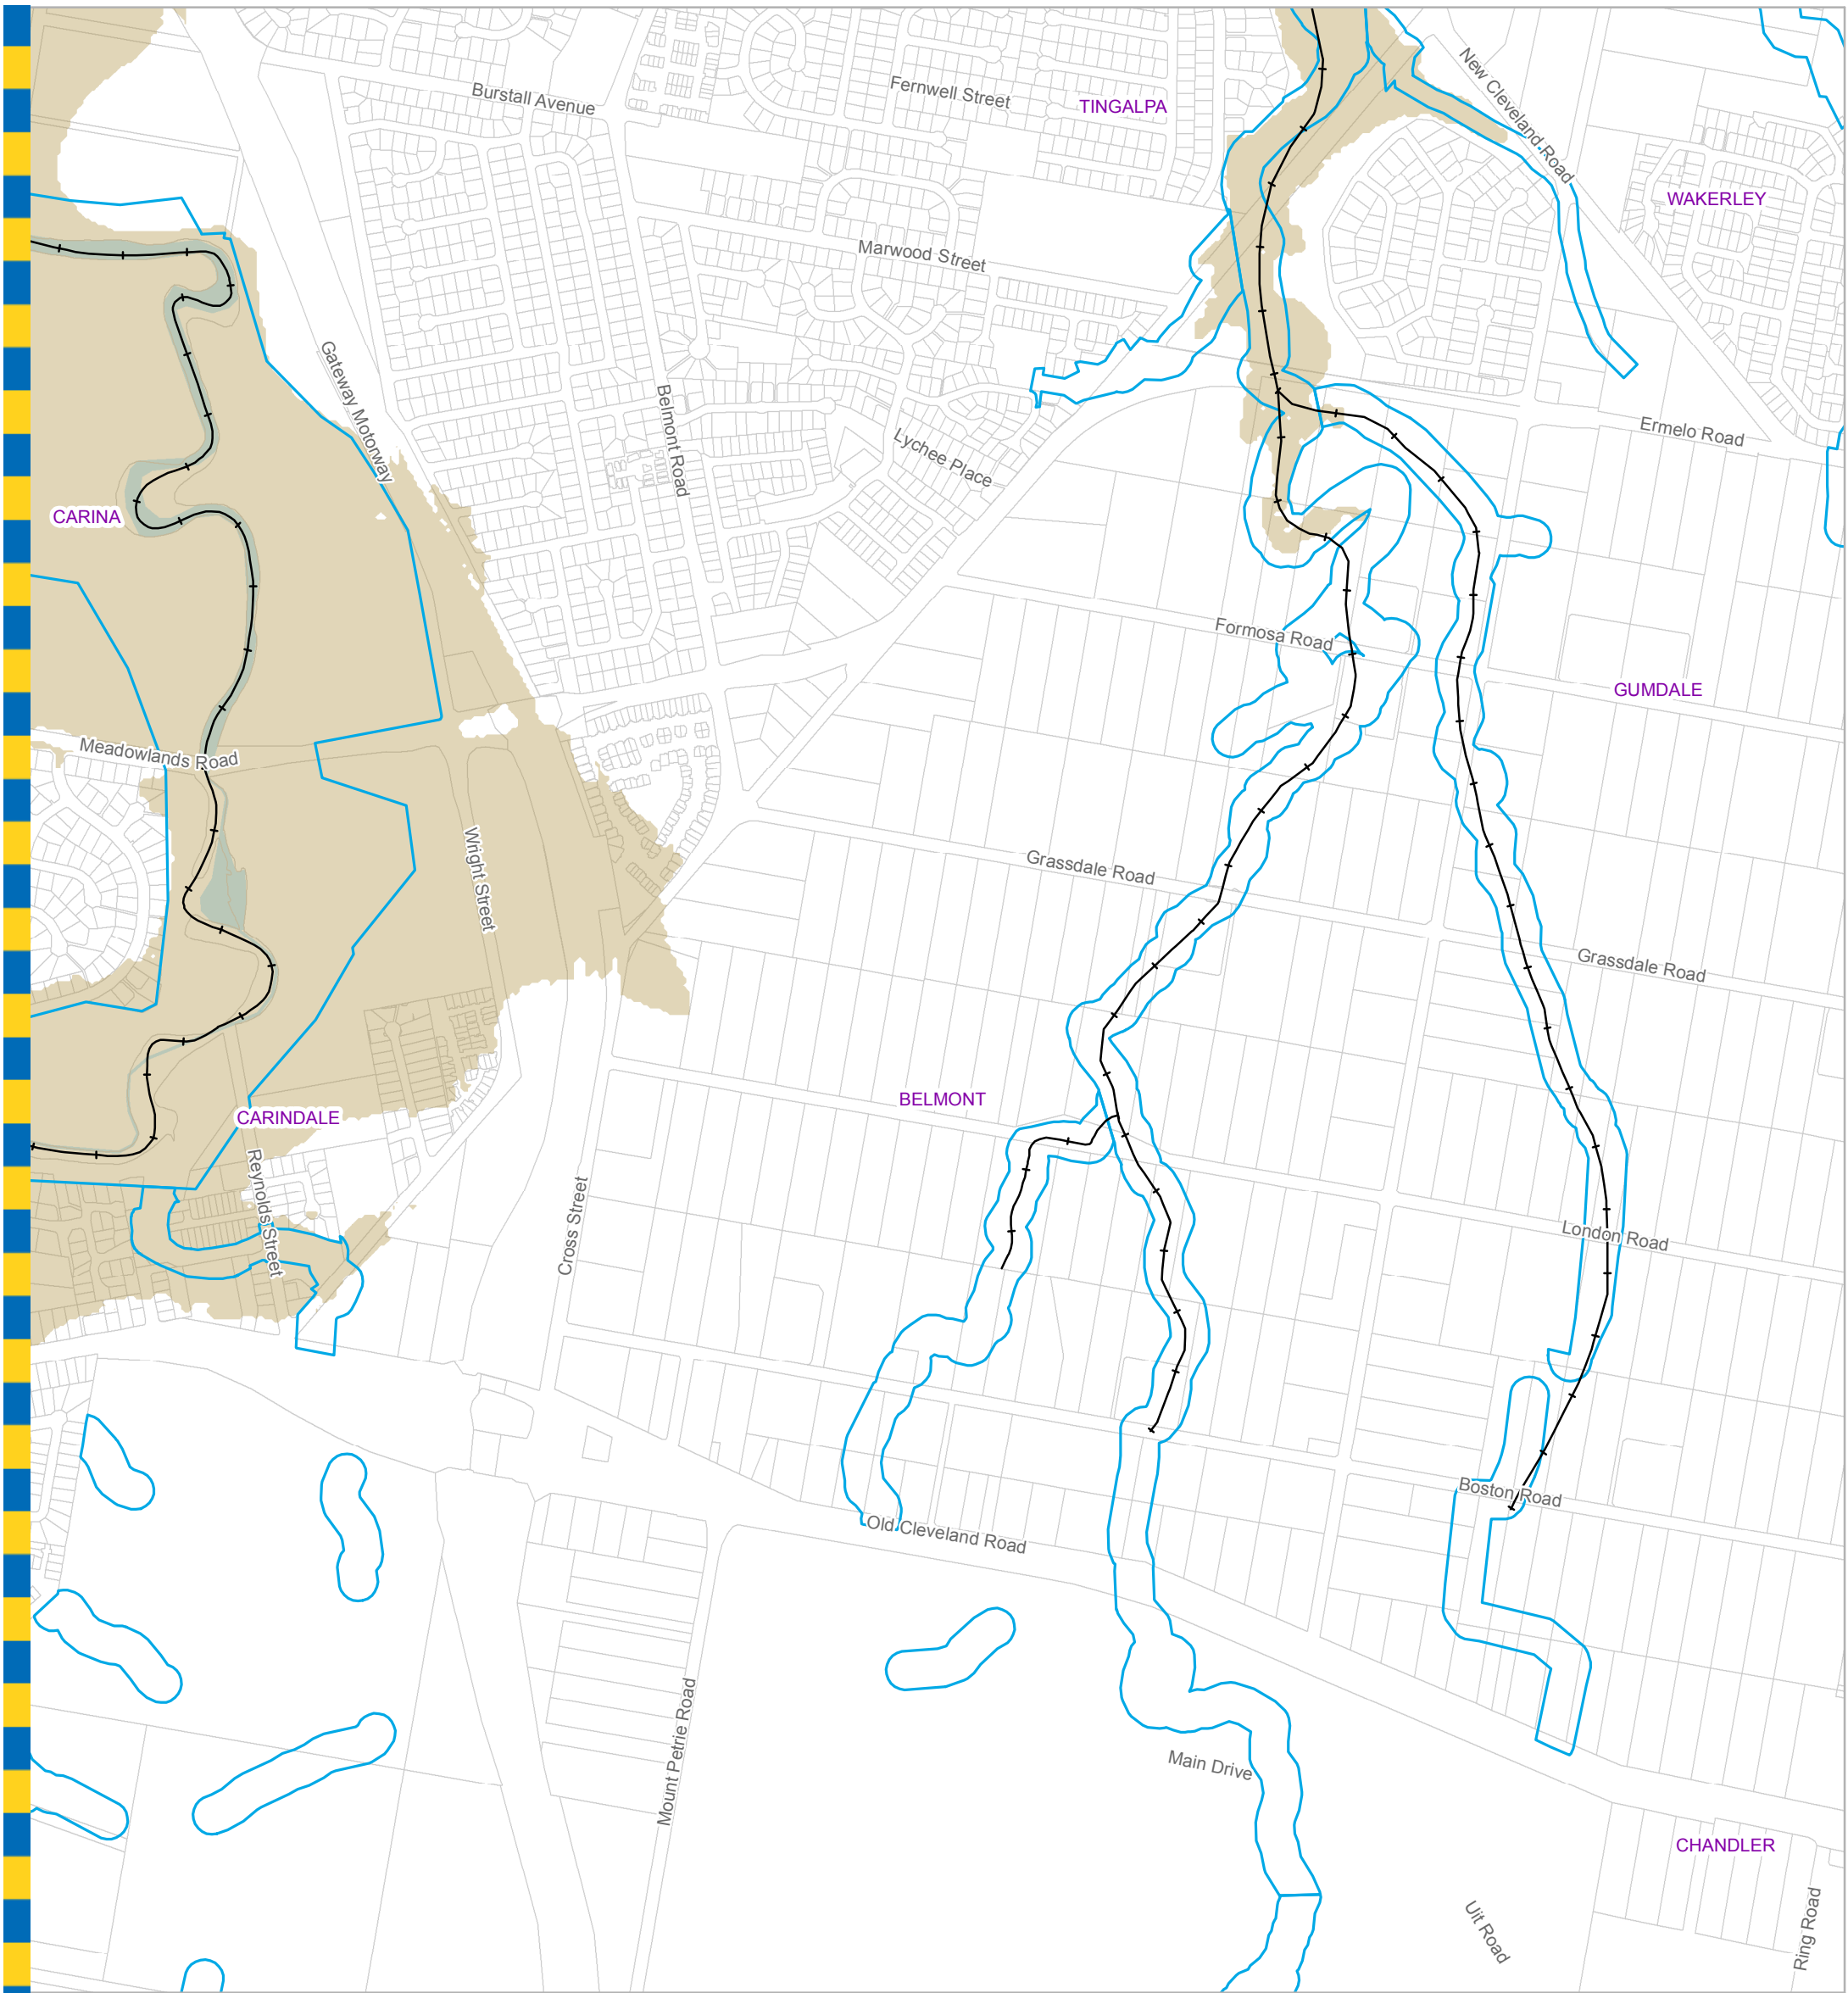 Burstall Avenue
Fernwell Street
TINGALPA
New Cleveland Road
WAKERLEY
Marwood Street
Gateway Motorway
Belmont Road
Lychee Place
Ermelo Road
CARINA
Formosa Road
GUMDALE
Meadowlands Road
Wright Street
Grassdale Road
Grassdale Road
BELMONT
CARINDALE
Reynolds Street
Cross Street
London Road
Boston Road
Old Cleveland Road
Mount Petrie Road
Main Drive
CHANDLER
Uit Road
Ring Road